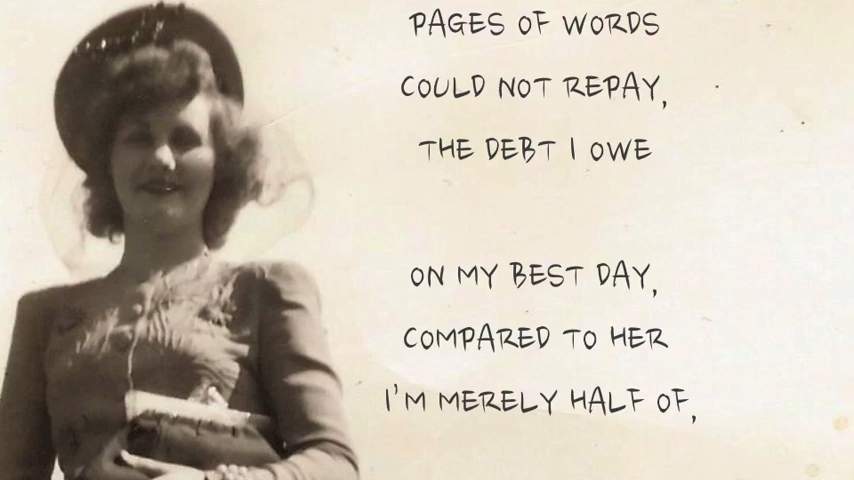 PAGES OF WORDS
COULD NOT REPAY,
THE DEBT I OWE
ON MY BEST DAY,
COMPARED TO HER
I'M MERELY HALF OF,